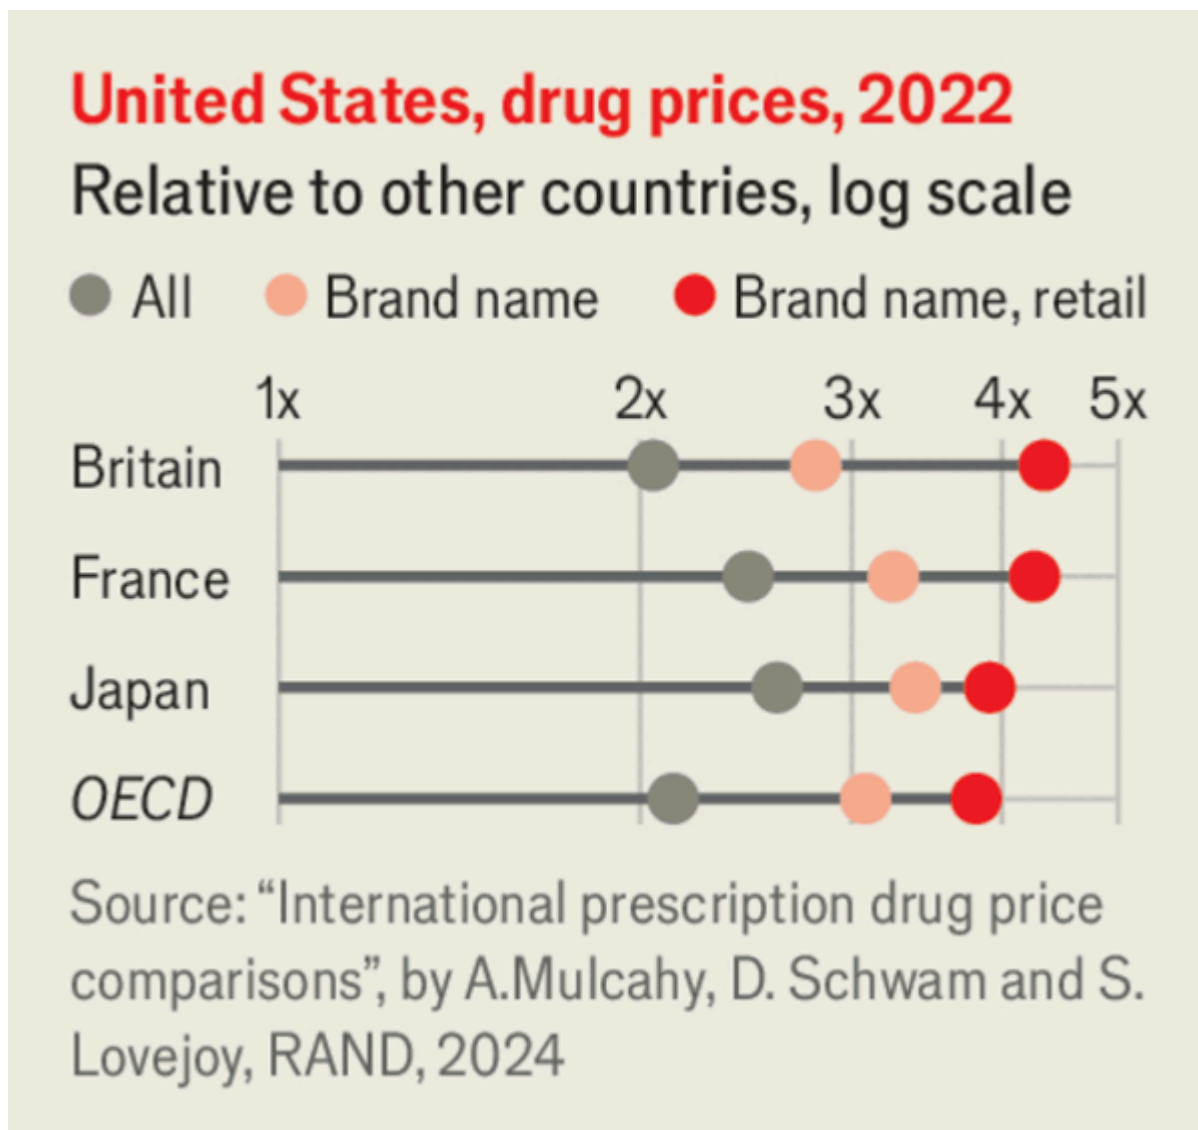 United States, drug prices, 2022
Relative to other countries, log scale
All Brand name Brand name, retail
1x 2x 3x 4x 5x
Britain
France
Japan
OECD
Source: “International prescription drug price
comparisons”, by A.Mulcahy, D. Schwam and S.
Lovejoy, RAND, 2024